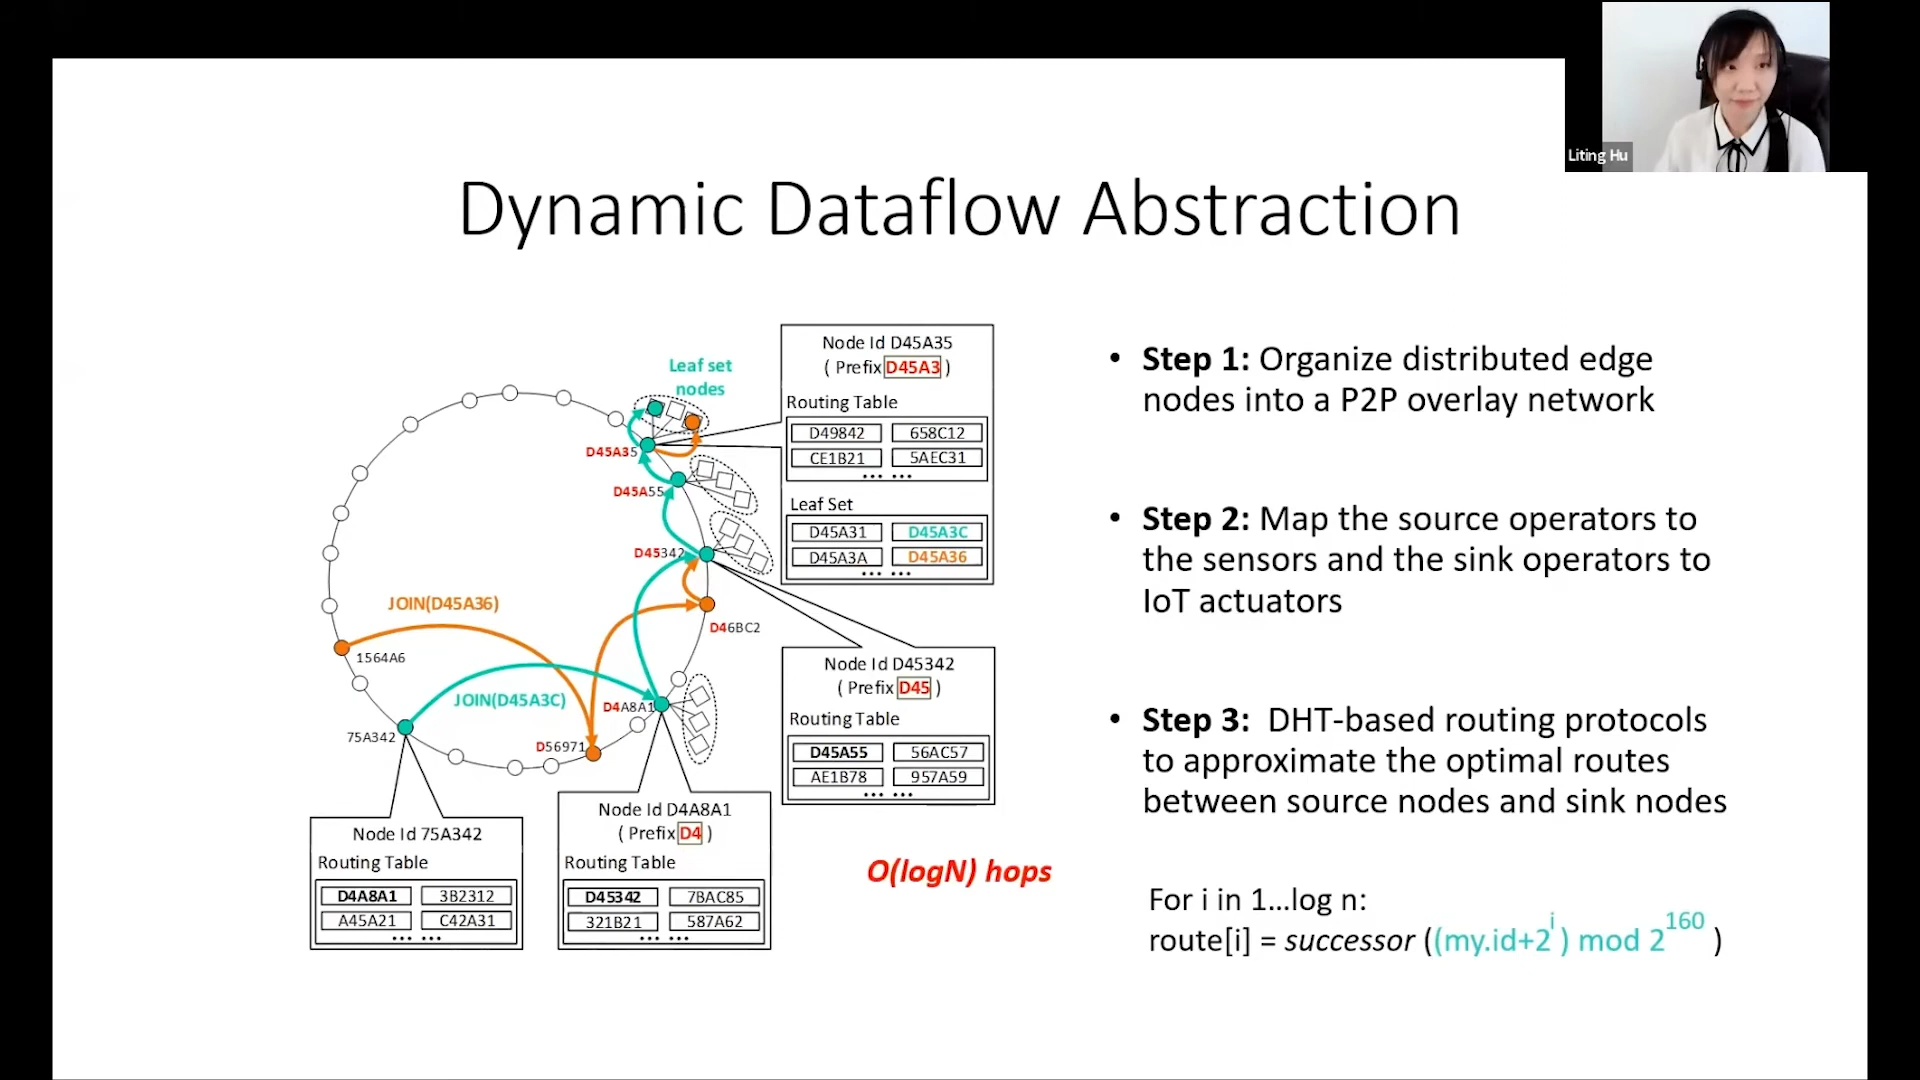 Liting Hu
Dynamic Dataflow Abstraction
Leaf set
nodes
D45A35
D45A55
D45342
D46BC2
JOIN(D45A36)
1564A6
JOIN(D45A3C)
D4A8A1
75A342
D56971
Node Id D45A35
( Prefix D45A3 )
Routing Table
D49842 658C12
CE1B21 5AEC31
... ...
Leaf Set
D45A31 D45A3C
D45A3A D45A36
... ...
Node Id D45342
( Prefix D45 )
Routing Table
D45A55 56AC57
AE1B78 957A59
... ...
Node Id 75A342
Routing Table
D4A8A1 3B2312
A45A21 C42A31
... ...
Node Id D4A8A1
( Prefix D4 )
Routing Table
D45342 7BAC85
321B21 587A62
... ...
O(logN) hops
• Step 1: Organize distributed edge
nodes into a P2P overlay network
• Step 2: Map the source operators to
the sensors and the sink operators to
IoT actuators
• Step 3: DHT-based routing protocols
to approximate the optimal routes
between source nodes and sink nodes
For i in 1...log n:
route[i] = successor ((my.id+2^i) mod 2^160 )